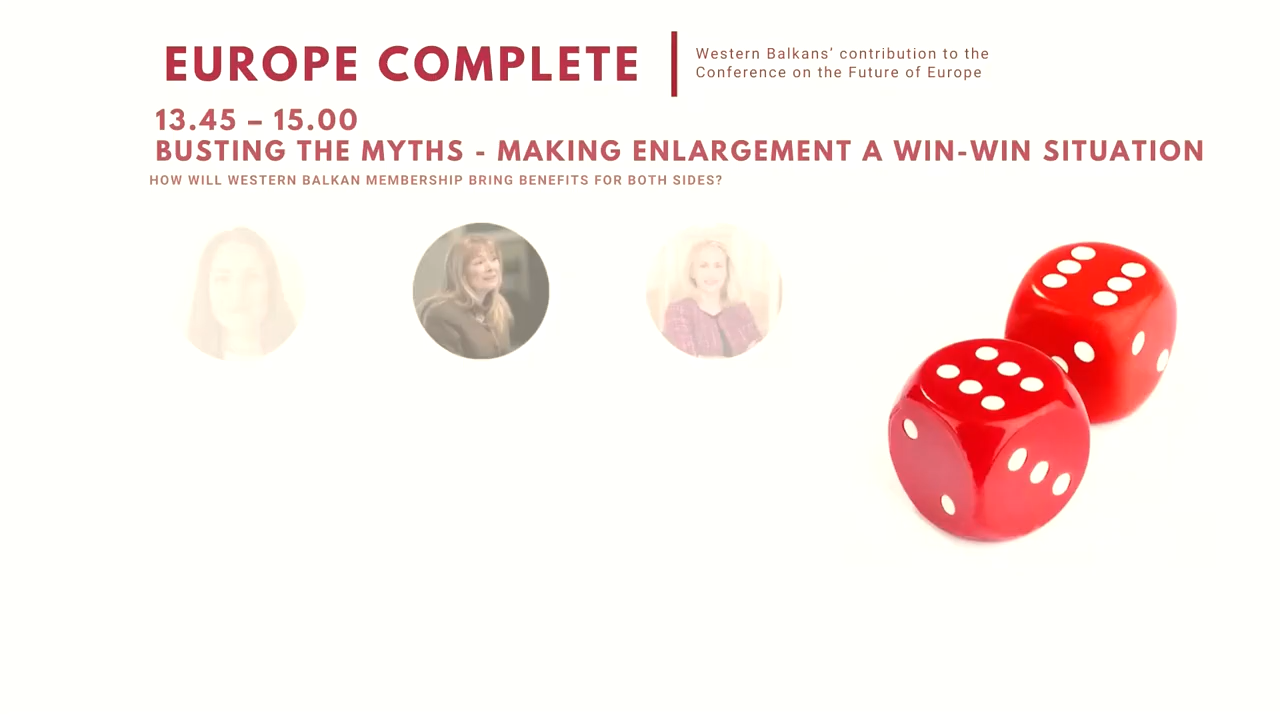 EUROPE COMPLETE
Western Balkans' contribution to the
Conference on the Future of Europe
13.45 – 15.00
BUSTING THE MYTHS - MAKING ENLARGEMENT A WIN-WIN SITUATION
HOW WILL WESTERN BALKAN MEMBERSHIP BRING BENEFITS FOR BOTH SIDES?